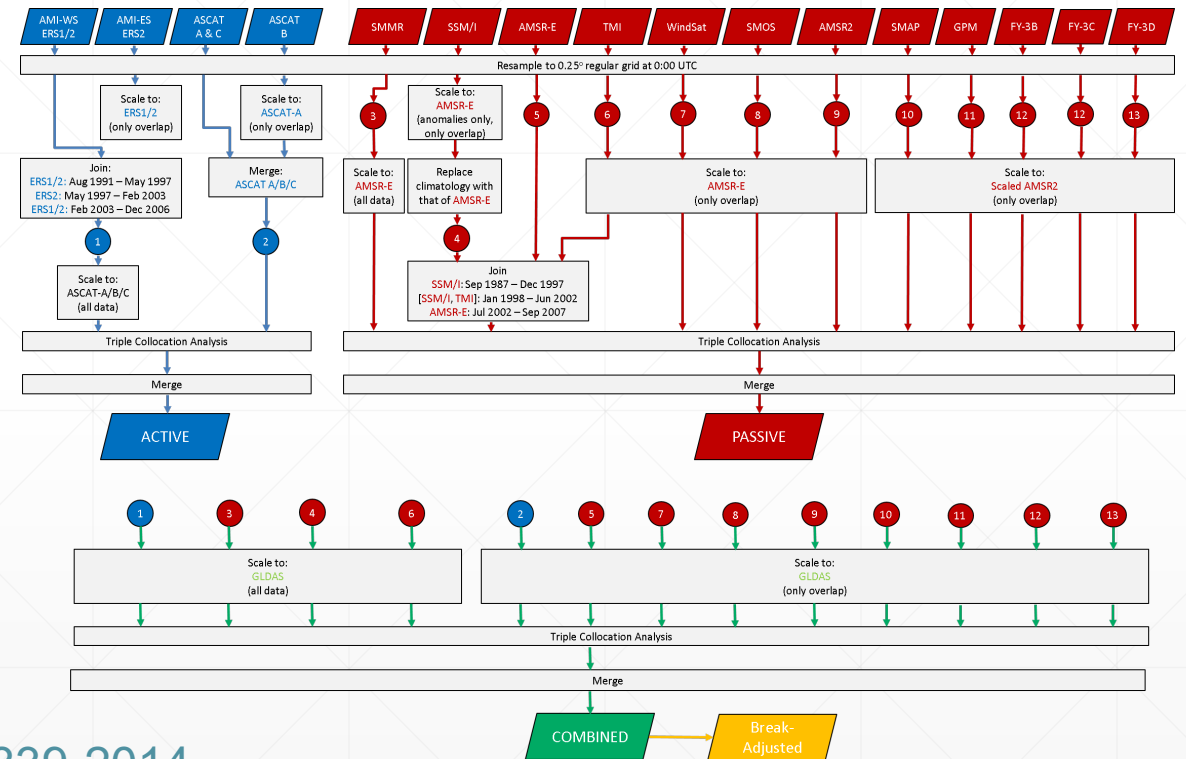 AMI-WS
ERS1/2
AMI-ES
ERS2
ASCAT
A & C
ASCAT
B
SMMR
SSM/I
AMSR-E
TMI
WindSat
SMOS
AMSR2
SMAP
GPM
FY-3B
FY-3C
FY-3D
Resample to 0.25° regular grid at 0:00 UTC
Scale to:
ERS1/2
(only overlap)
Scale to:
ASCAT-A
(only overlap)
3
Scale to:
AMSR-E
(anomalies only,
only overlap)
5
6
7
8
9
10
11
12
12
13
Join:
ERS1/2: Aug 1991 – May 1997
ERS2: May 1997 – Feb 2003
ERS1/2: Feb 2003 – Dec 2006
Merge:
ASCAT A/B/C
Scale to:
AMSR-E
(all data)
Replace
climatology with
that of AMSR-E
Scale to:
AMSR-E
(only overlap)
Scale to:
Scaled AMSR2
(only overlap)
1
2
4
Scale to:
ASCAT-A/B/C
(all data)
Join
SSM/I: Sep 1987 – Dec 1997
[SSM/I, TMI]: Jan 1998 – Jun 2002
AMSR-E: Jul 2002 – Sep 2007
Triple Collocation Analysis
Triple Collocation Analysis
Merge
Merge
ACTIVE
PASSIVE
1
3
4
6
2
5
7
8
9
10
11
12
13
Scale to:
GLDAS
(all data)
Scale to:
GLDAS
(only overlap)
Triple Collocation Analysis
Merge
COMBINED
Break-
Adjusted
239-2014